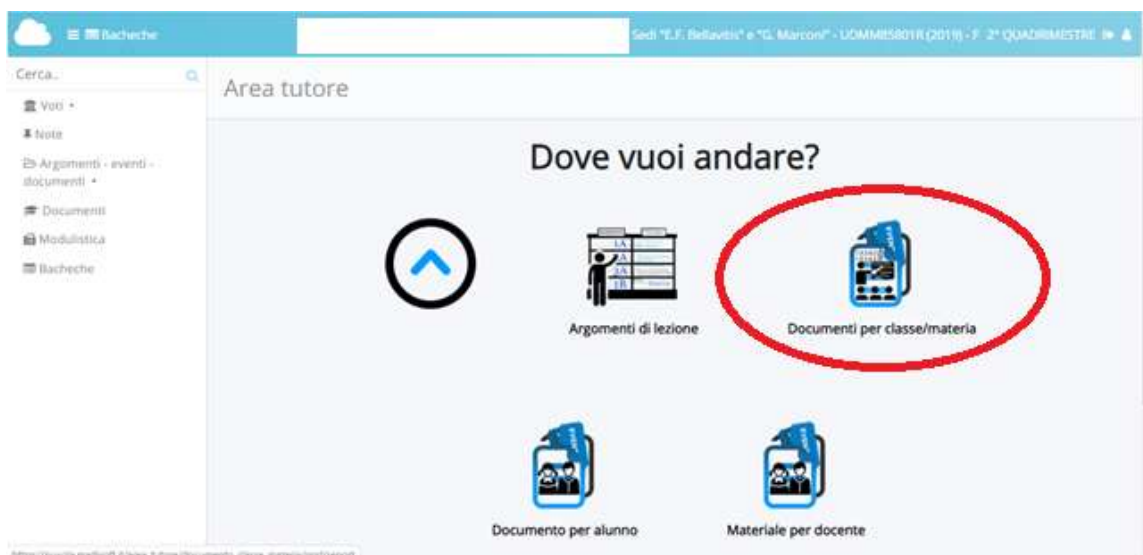 Bacheche
Sedi "E.F. Bellavitis" e "G. Marconi" - UDMM85801R (2019) - F 2° QUADRIMESTRE
Cerca..
Area tutore
Voti
Note
Argomenti - eventi -
documenti
Documenti
Modulistica
Bacheche
Dove vuoi andare?
Argomenti di lezione
Documenti per classe/materia
Documento per alunno
Materiale per docente